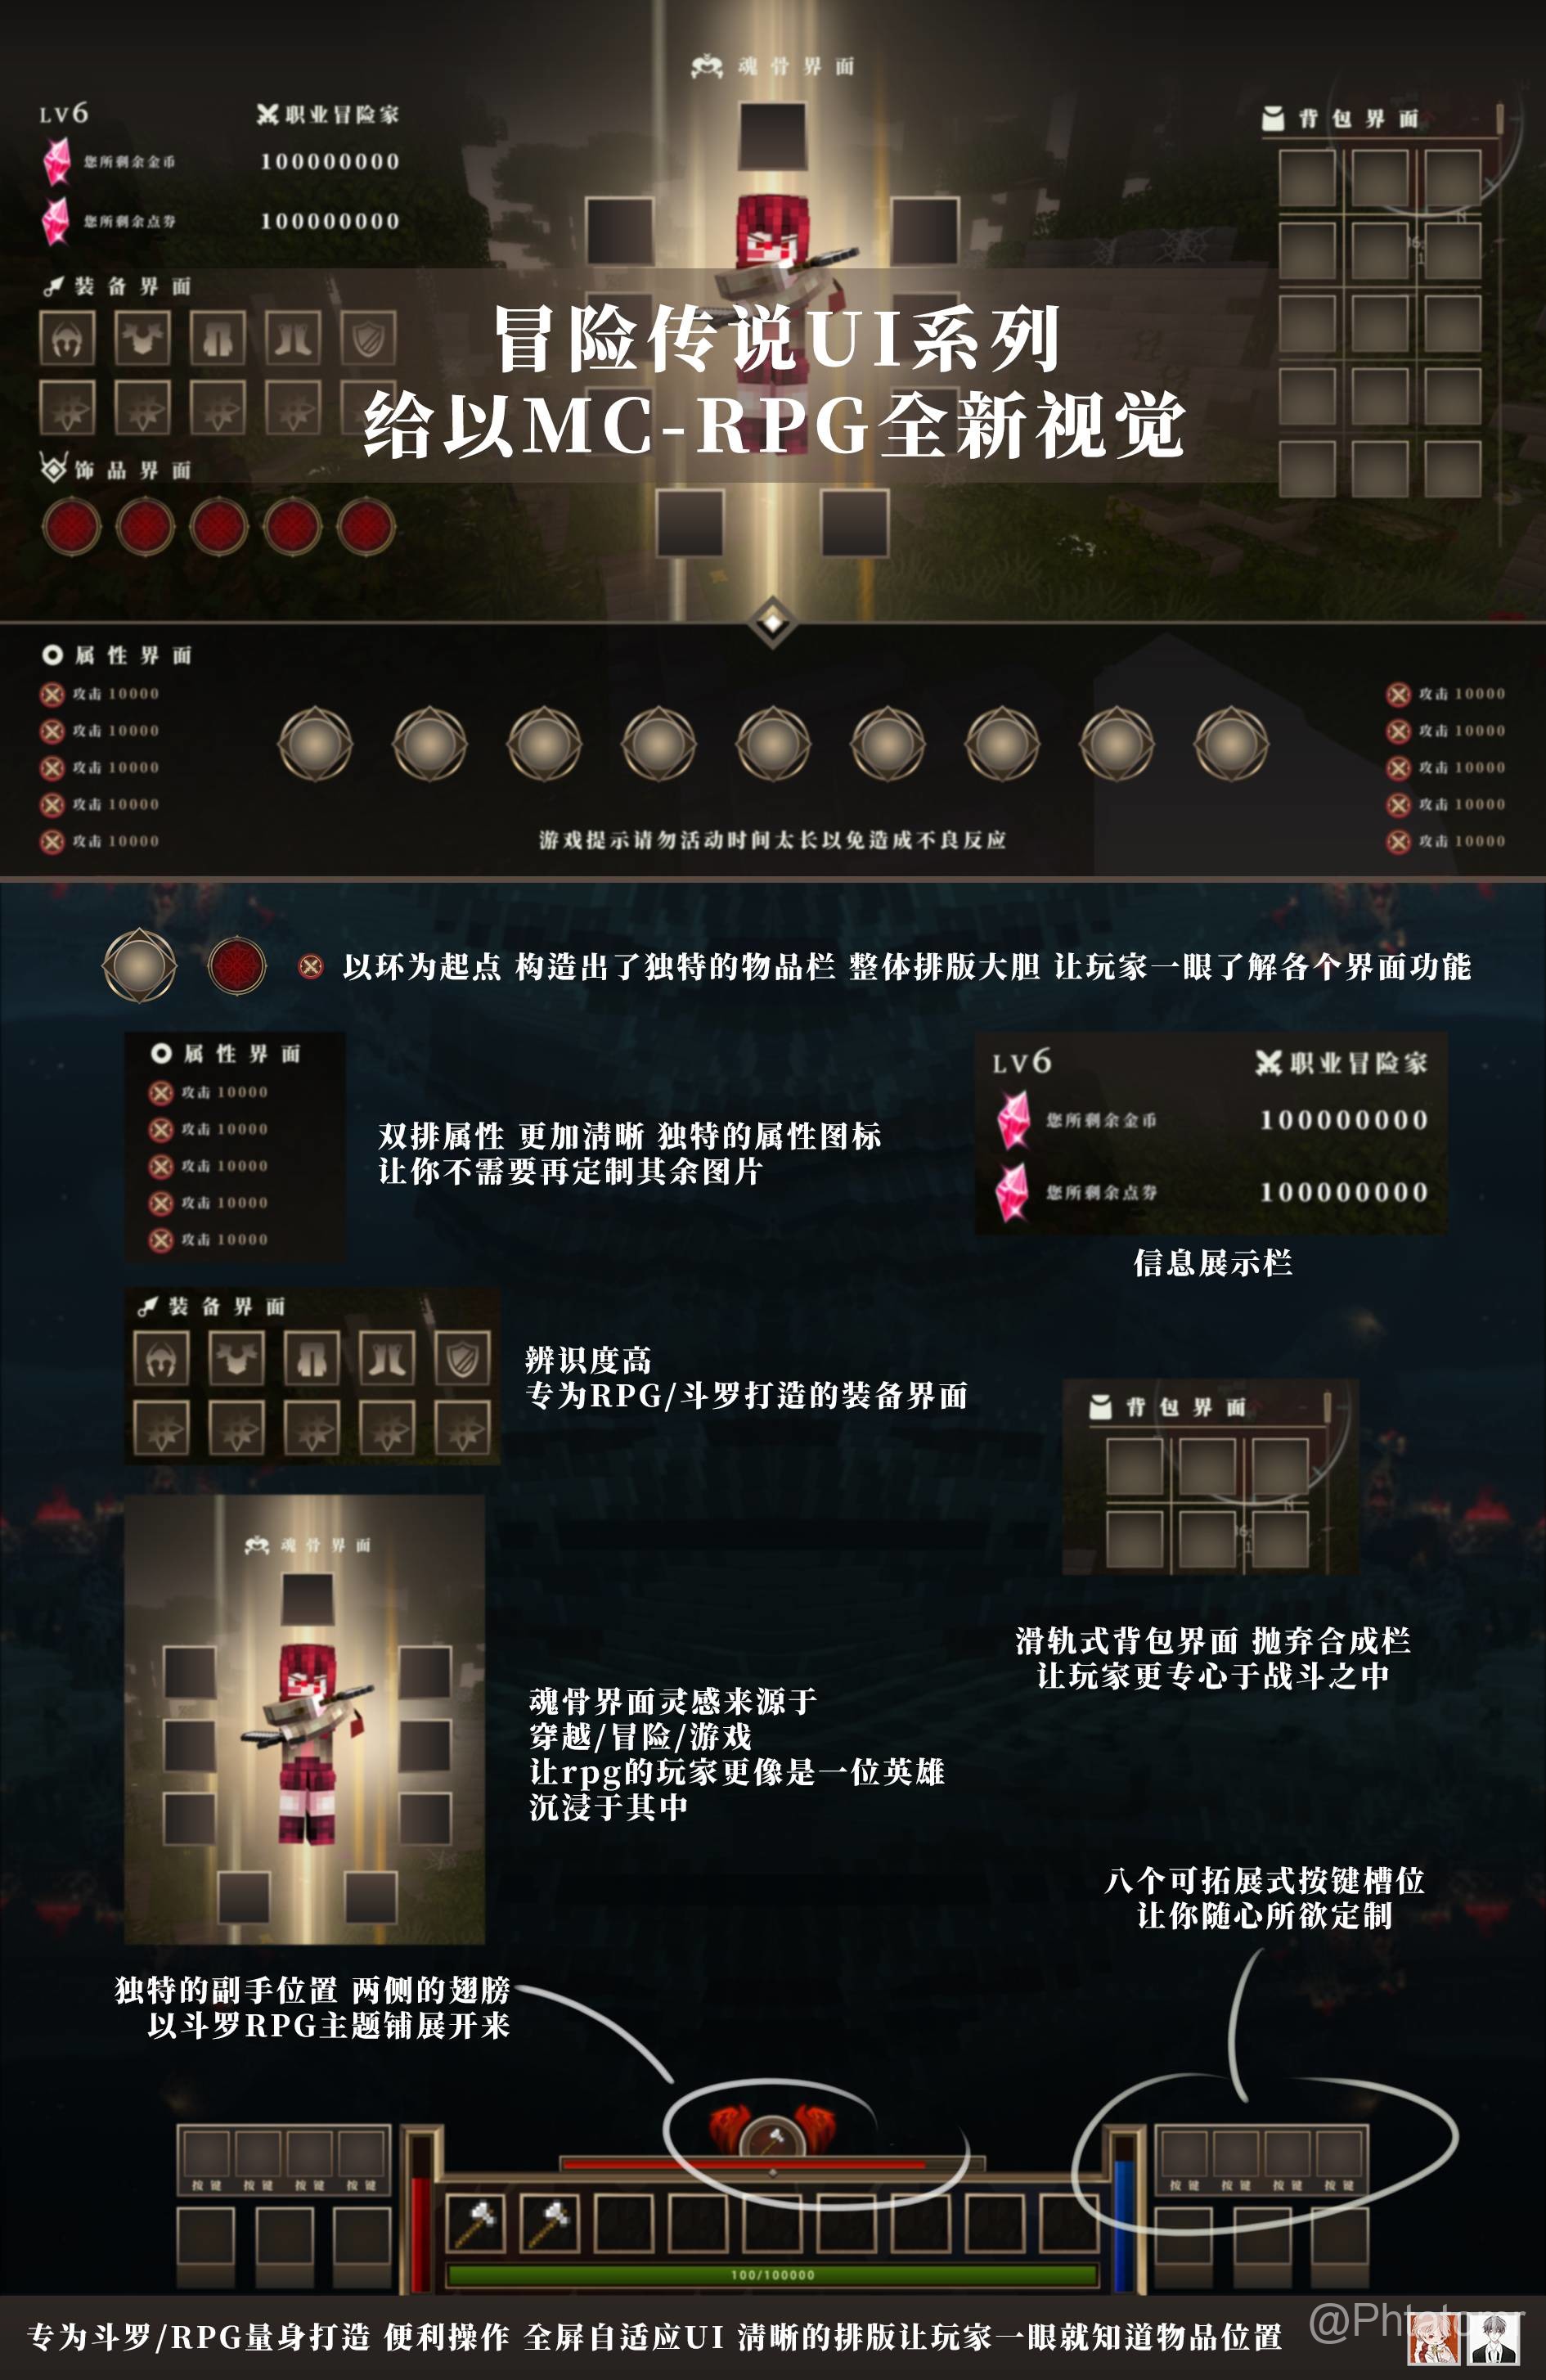 魂骨界面
LV6
职业冒险家
您所剩余金币
100000000
您所剩余点券
100000000
背包界面
装备界面
冒险传说UI系列
给以MC-RPG全新视觉
饰品界面
属性界面
攻击 10000
攻击 10000
攻击 10000
攻击 10000
攻击 10000
攻击 10000
攻击 10000
攻击 10000
攻击 10000
攻击 10000
游戏提示请勿活动时间太长以免造成不良反应
以环为起点 构造出了独特的物品栏 整体排版大胆 让玩家一眼了解各个界面功能
属性界面
攻击 10000
攻击 10000
攻击 10000
攻击 10000
攻击 10000
双排属性 更加清晰 独特的属性图标
让你不需要再定制其余图片
LV6
职业冒险家
您所剩余金币
100000000
您所剩余点券
100000000
信息展示栏
装备界面
辨识度高
专为RPG/斗罗打造的装备界面
背包界面
滑轨式背包界面 抛弃合成栏
让玩家更专心于战斗之中
魂骨界面
魂骨界面灵感来源于
穿越/冒险/游戏
让rpg的玩家更像是一位英雄
沉浸于其中
八个可拓展式按键槽位
让你随心所欲定制
独特的副手位置 两侧的翅膀
以斗罗RPG主题铺展开来
按键 按键 按键 按键
按键 按键 按键 按键
100/100000
专为斗罗/RPG量身打造 便利操作 全屏自适应UI 清晰的排版让玩家一眼就知道物品位置